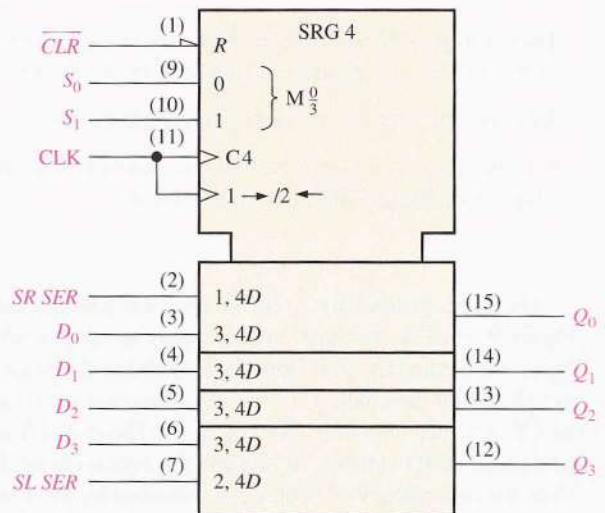 SRG 4
CLR (1) R
S0 (9) 0
M 0/3
S1 (10) 1
CLK (11) C4
1 → /2 ←
SR SER (2) 1, 4D
(15) Q0
D0 (3) 3, 4D
D1 (4) 3, 4D (14) Q1
D2 (5) 3, 4D (13) Q2
D3 (6) 3, 4D
(12) Q3
SL SER (7) 2, 4D